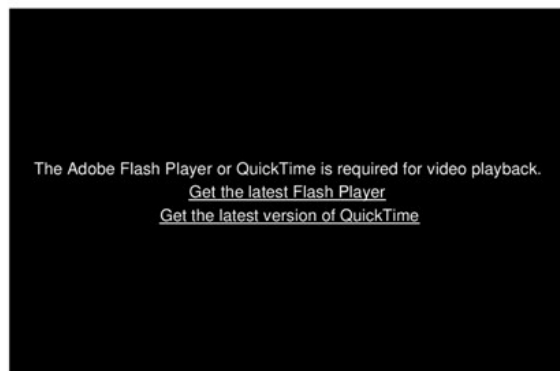 The Adobe Flash Player or QuickTime is required for video playback.
Get the latest Flash Player
Get the latest version of QuickTime